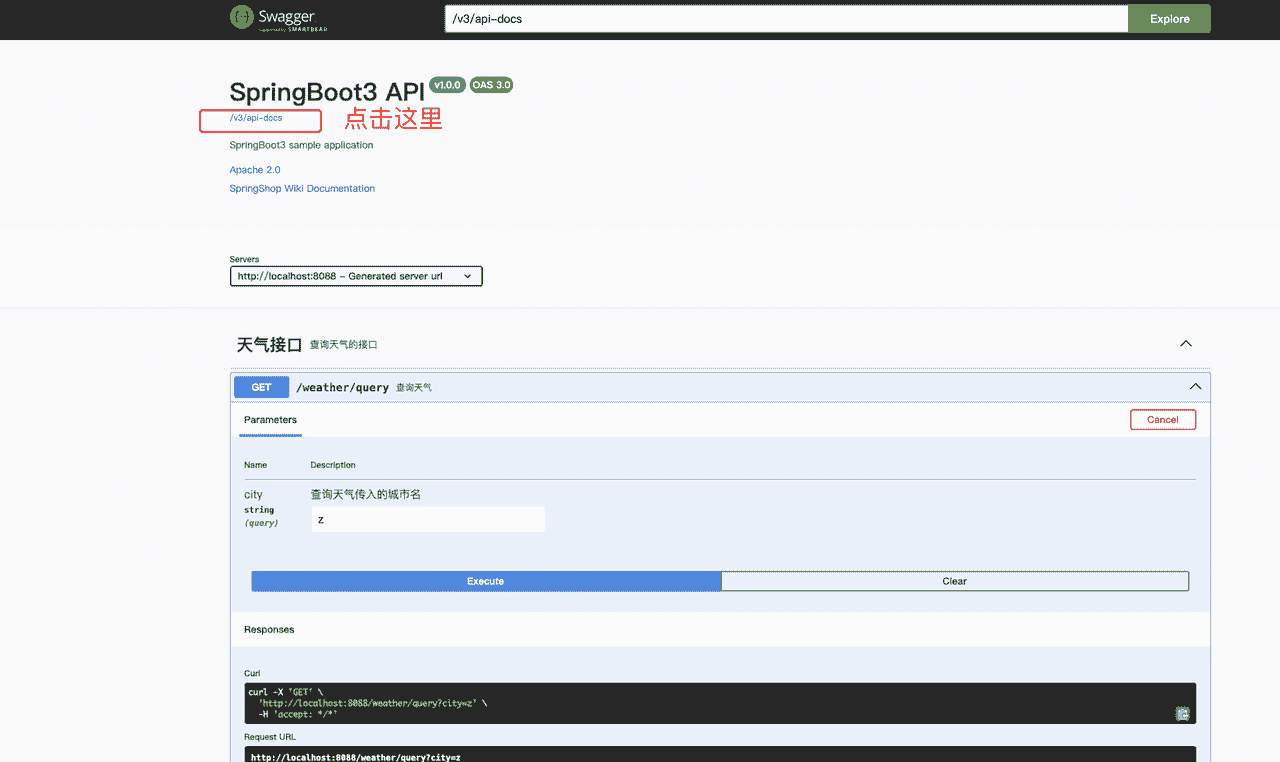 Swagger.
Supported by SMARTBEAR
/v3/api-docs
Explore
SpringBoot3 API v1.0.0 OAS 3.0
/v3/api-docs 点击这里
SpringBoot3 sample application
Apache 2.0
SpringShop Wiki Documentation
Servers
http://localhost:8088 – Generated server url
天气接口 查询天气的接口
GET /weather/query 查询天气
Parameters
Cancel
Name Description
city 查询天气传入的城市名
string
(query)
z
Execute Clear
Responses
Curl
curl -X 'GET' \
'http://localhost:8088/weather/query?city=z' \
-H 'accept: */*'
Request URL
http://localhost:8088/weather/query?city=z